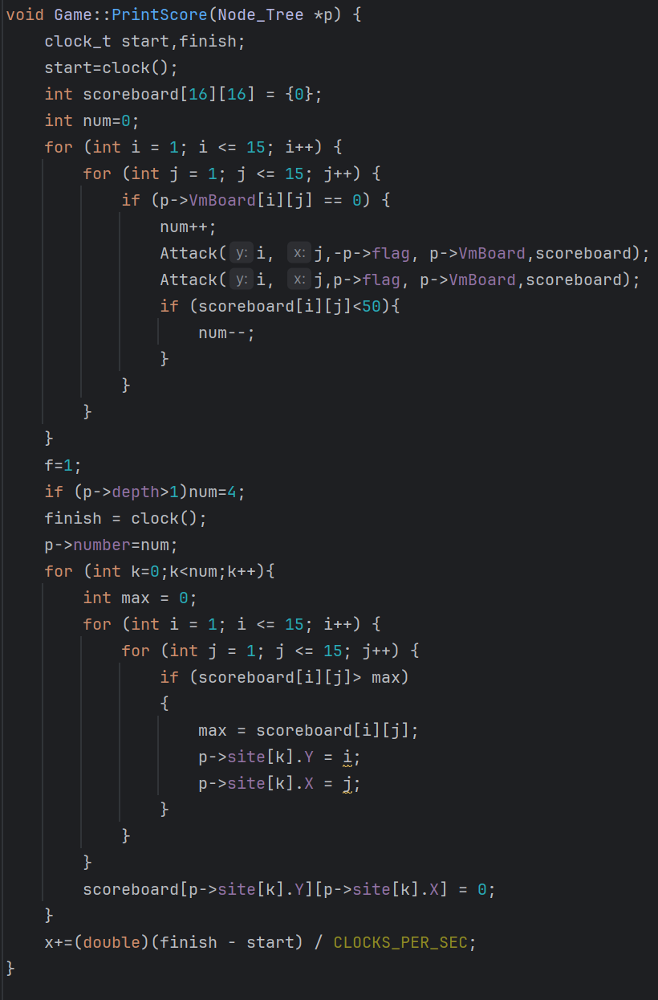 void Game::PrintScore(Node_Tree *p) {
    clock_t start,finish;
    start=clock();
    int scoreboard[16][16] = {0};
    int num=0;
    for (int i = 1; i <= 15; i++) {
        for (int j = 1; j <= 15; j++) {
            if (p->VmBoard[i][j] == 0) {
                num++;
                Attack( y: i,  x: j,-p->flag, p->VmBoard,scoreboard);
                Attack( y: i,  x: j,p->flag, p->VmBoard,scoreboard);
                if (scoreboard[i][j]<50){
                    num--;
                }
            }
        }
    }
    f=1;
    if (p->depth>1)num=4;
    finish = clock();
    p->number=num;
    for (int k=0;k<num;k++){
        int max = 0;
        for (int i = 1; i <= 15; i++) {
            for (int j = 1; j <= 15; j++) {
                if (scoreboard[i][j]> max)
                {
                    max = scoreboard[i][j];
                    p->site[k].Y = i;
                    p->site[k].X = j;
                }
            }
        }
        scoreboard[p->site[k].Y][p->site[k].X] = 0;
    }
    x+=(double)(finish - start) / CLOCKS_PER_SEC;
}